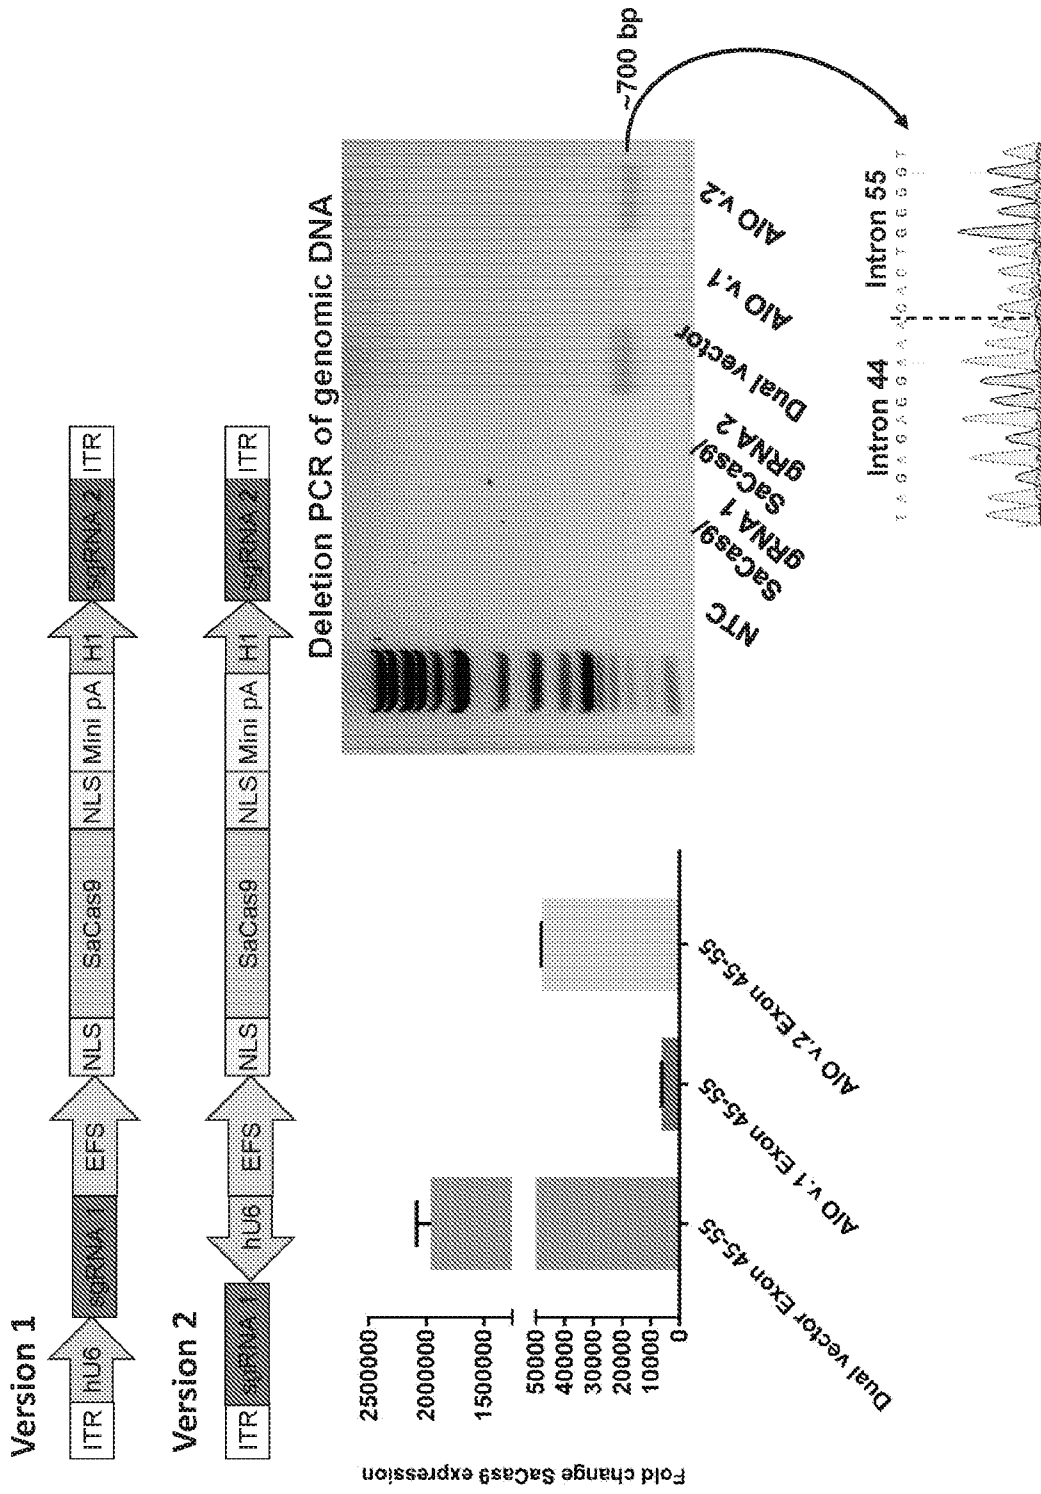 Version 1
ITR hU6 sgRNA 1 EFS NLS SaCas9 NLS Mini pA H1 sgRNA 2 ITR
Version 2
ITR sgRNA 1 hU6 EFS NLS SaCas9 NLS Mini pA H1 sgRNA 2 ITR
Fold change SaCas9 expression
2500000
2000000
1500000
50000
40000
30000
20000
10000
0
Dual vector Exon 45-55
AIO v.1 Exon 45-55
AIO v.2 Exon 45-55
Deletion PCR of genomic DNA
NTC
SaCas9/
gRNA 1
SaCas9/
gRNA 2
Dual vector
AIO v.1
AIO v.2
~700 bp
Intron 44
Intron 55